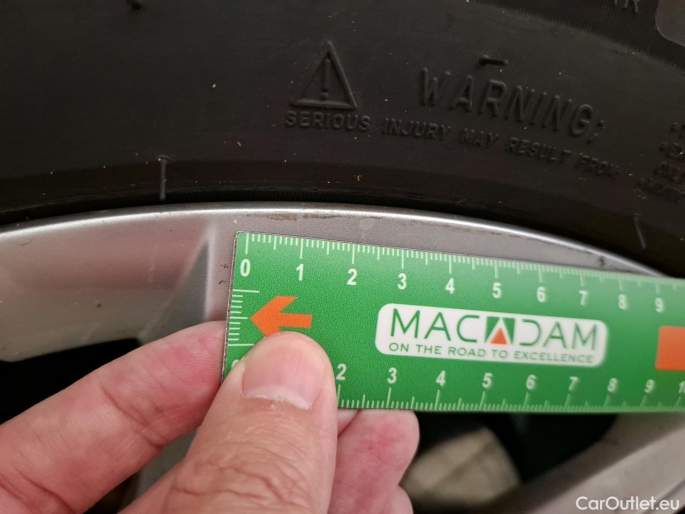 WARNING:
SERIOUS INJURY MAY RESULT FROM
0 1 2 3 4 5 6 7 8 9
MACADAM
ON THE ROAD TO EXCELLENCE
2 3 4 5 6 7 8 9
CarOutlet.eu